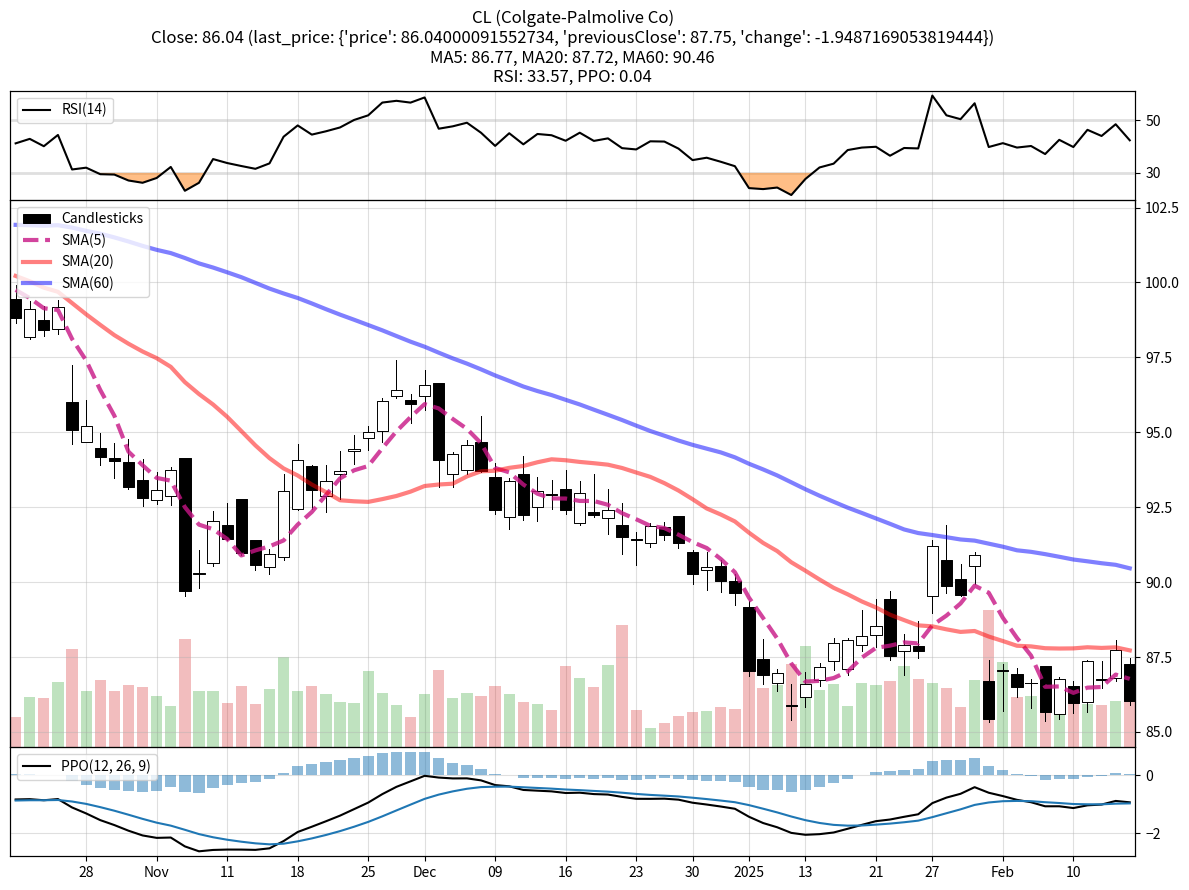 CL (Colgate-Palmolive Co)
Close: 86.04 (last_price: {'price': 86.04000091552734, 'previousClose': 87.75, 'change': -1.9487169053819444})
MA5: 86.77, MA20: 87.72, MA60: 90.46
RSI: 33.57, PPO: 0.04
RSI(14)
50
30
Candlesticks
SMA(5)
SMA(20)
SMA(60)
102.5
100.0
97.5
95.0
92.5
90.0
87.5
85.0
PPO(12, 26, 9)
0
−2
28 Nov 11 18 25 Dec 09 16 23 30 2025 13 21 27 Feb 10